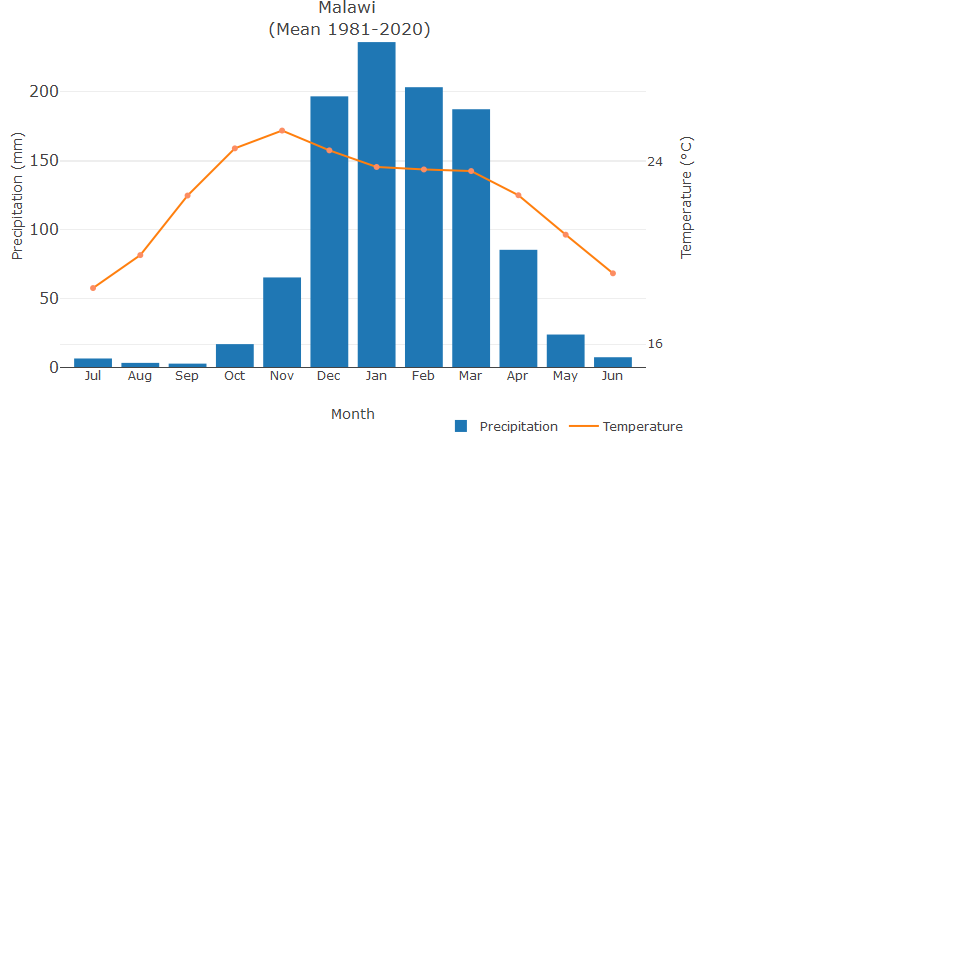 Malawi
(Mean 1981-2020)
200
150
100
50
0
Precipitation (mm)
24
16
Temperature (°C)
Jul Aug Sep Oct Nov Dec Jan Feb Mar Apr May Jun
Month
Precipitation Temperature